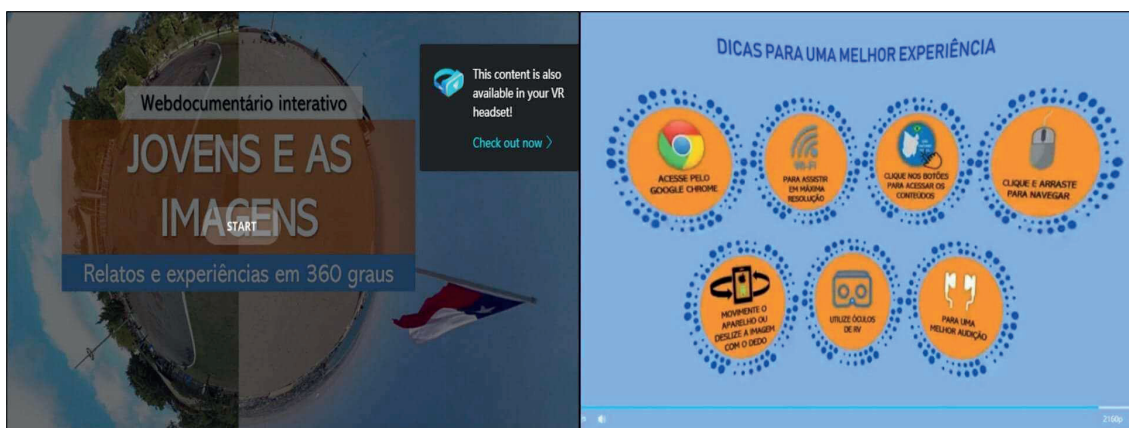 Webdocumentário interativo
JOVENS E AS
IMAGENS
START
Relatos e experiências em 360 graus
This content is also
available in your VR
headset!
Check out now
DICAS PARA UMA MELHOR EXPERIÊNCIA
ACESSE PELO
GOOGLE CHROME
Wi-Fi
PARA ASSISTIR
EM MÁXIMA
RESOLUÇÃO
CLIQUE NOS BOTÕES
PARA ACESSAR OS
CONTEÚDOS
CLIQUE E ARRASTE
PARA NAVEGAR
MOVIMENTE O
APARELHO OU
DESLIZE A IMAGEM
COM O DEDO
UTILIZE ÓCULOS
DE RV
PARA UMA
MELHOR AUDIÇÃO
2160p